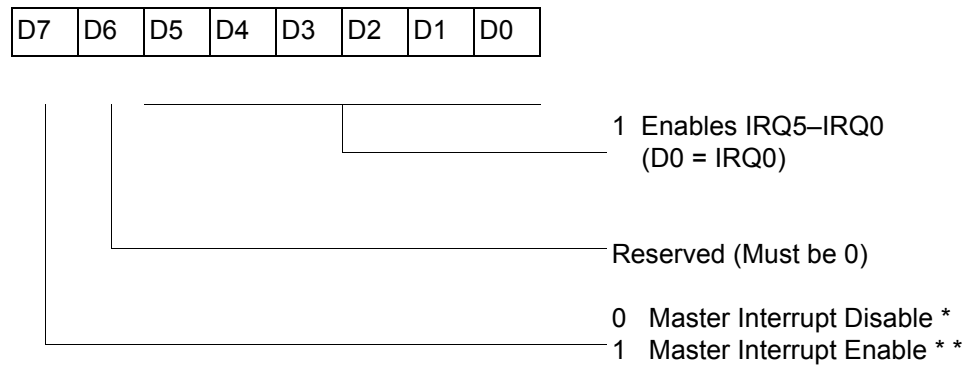 D7 D6 D5 D4 D3 D2 D1 D0
1 Enables IRQ5–IRQ0
(D0 = IRQ0)
Reserved (Must be 0)
0 Master Interrupt Disable *
1 Master Interrupt Enable * *